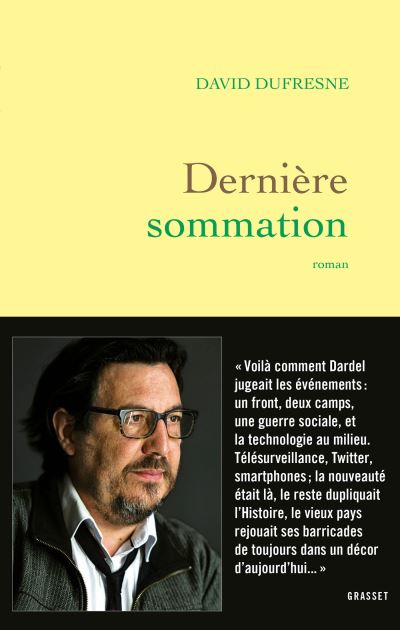 DAVID DUFRESNE
Dernière
sommation
roman
« Voilà comment Dardel
jugeait les événements :
un front, deux camps,
une guerre sociale, et
la technologie au milieu.
Télésurveillance, Twitter,
smartphones ; la nouveauté
était là, le reste dupliquait
l’Histoire, le vieux pays
rejouait ses barricades
de toujours dans un décor
d’aujourd’hui... »
GRASSET